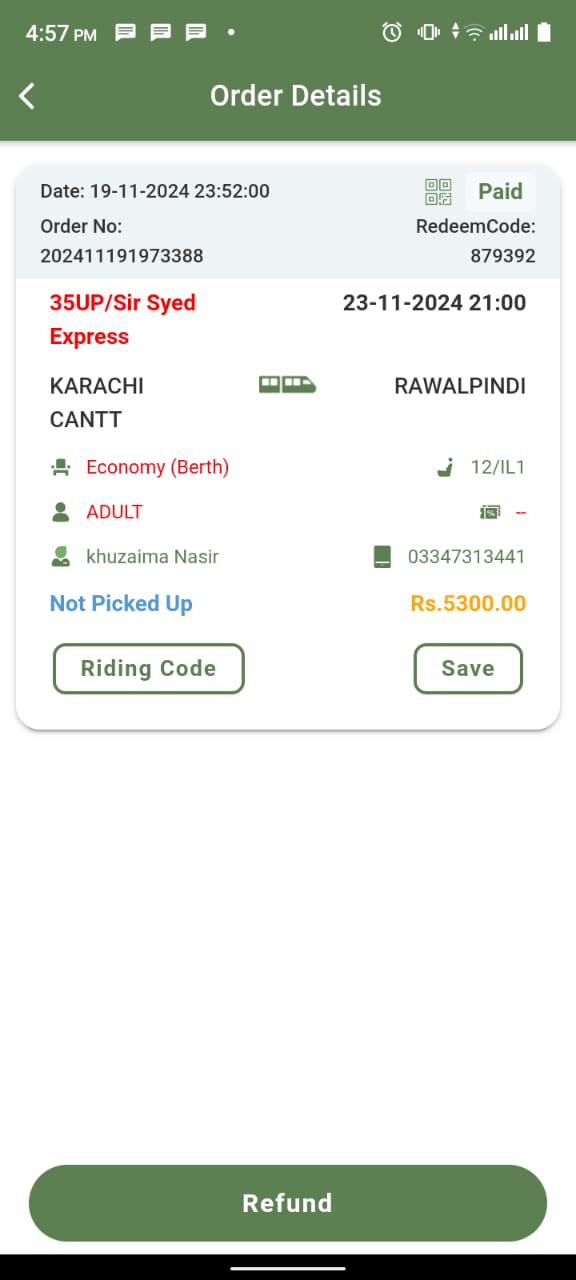 4:57 PM
Order Details
Date: 19-11-2024 23:52:00
Paid
Order No:
RedeemCode:
202411191973388
879392
35UP/Sir Syed
Express
23-11-2024 21:00
KARACHI
CANTT
RAWALPINDI
Economy (Berth)
12/IL1
ADULT
--
khuzaima Nasir
03347313441
Not Picked Up
Rs.5300.00
Riding Code
Save
Refund